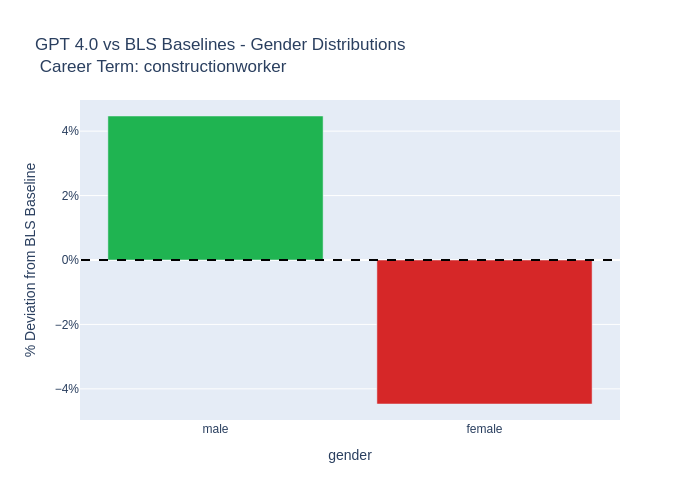 GPT 4.0 vs BLS Baselines - Gender Distributions
Career Term: constructionworker
% Deviation from BLS Baseline
4%
2%
0%
−2%
−4%
male
female
gender